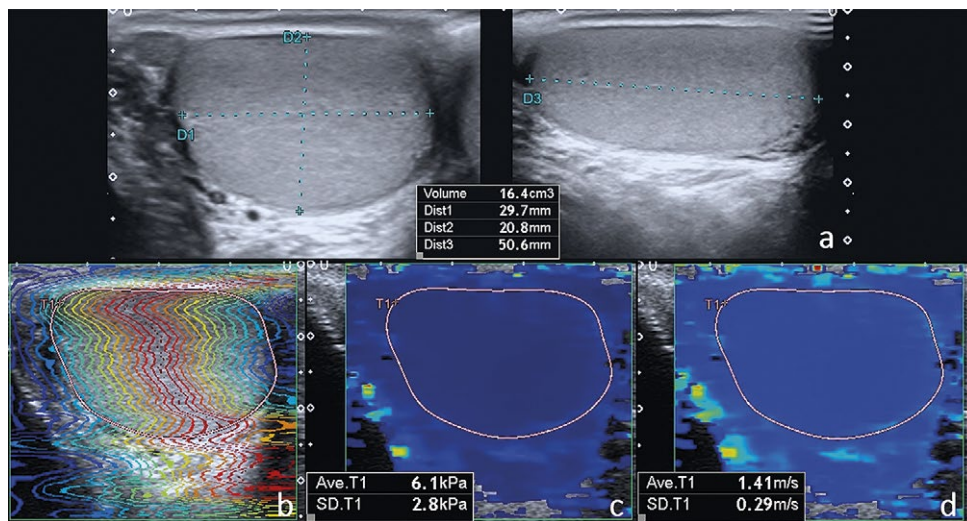 D2
D1
D3
Volume 16.4cm3
Dist1 29.7mm
Dist2 20.8mm
Dist3 50.6mm
a
T1
T1
T1
b
Ave.T1 6.1kPa
SD.T1 2.8kPa
c
Ave.T1 1.41m/s
SD.T1 0.29m/s
d